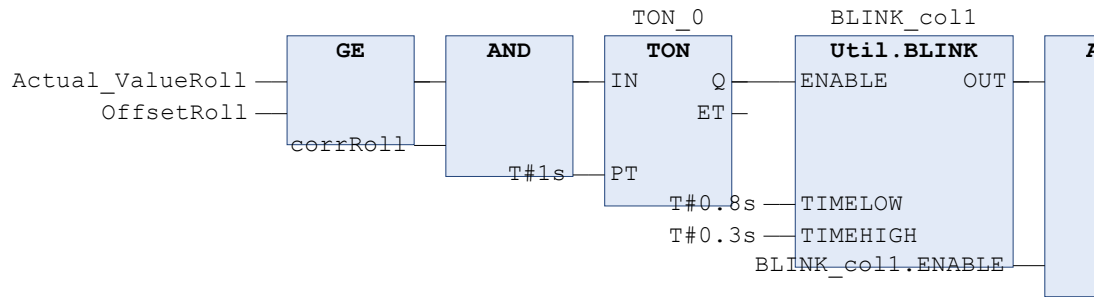 TON_0 BLINK_col1
GE AND TON Util.BLINK A
Actual_ValueRoll IN Q ENABLE OUT
OffsetRoll ET
corrRoll
T#1s PT
T#0.8s TIMELOW
T#0.3s TIMEHIGH
BLINK_col1.ENABLE